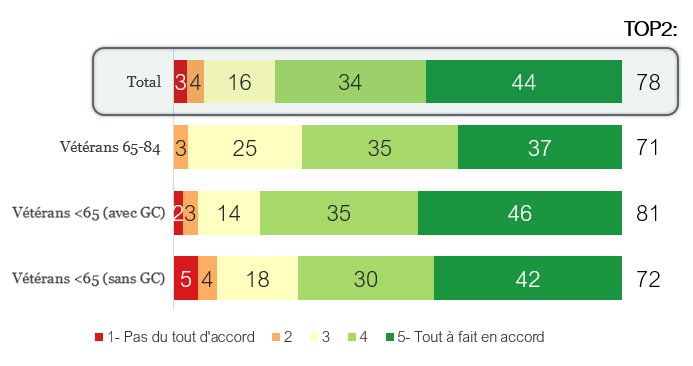 TOP2:
Total 3 4 16 34 44 78
Vétérans 65-84 3 25 35 37 71
Vétérans <65 (avec GC) 2 3 14 35 46 81
Vétérans <65 (sans GC) 5 4 18 30 42 72
1- Pas du tout d'accord 2 3 4 5- Tout à fait en accord